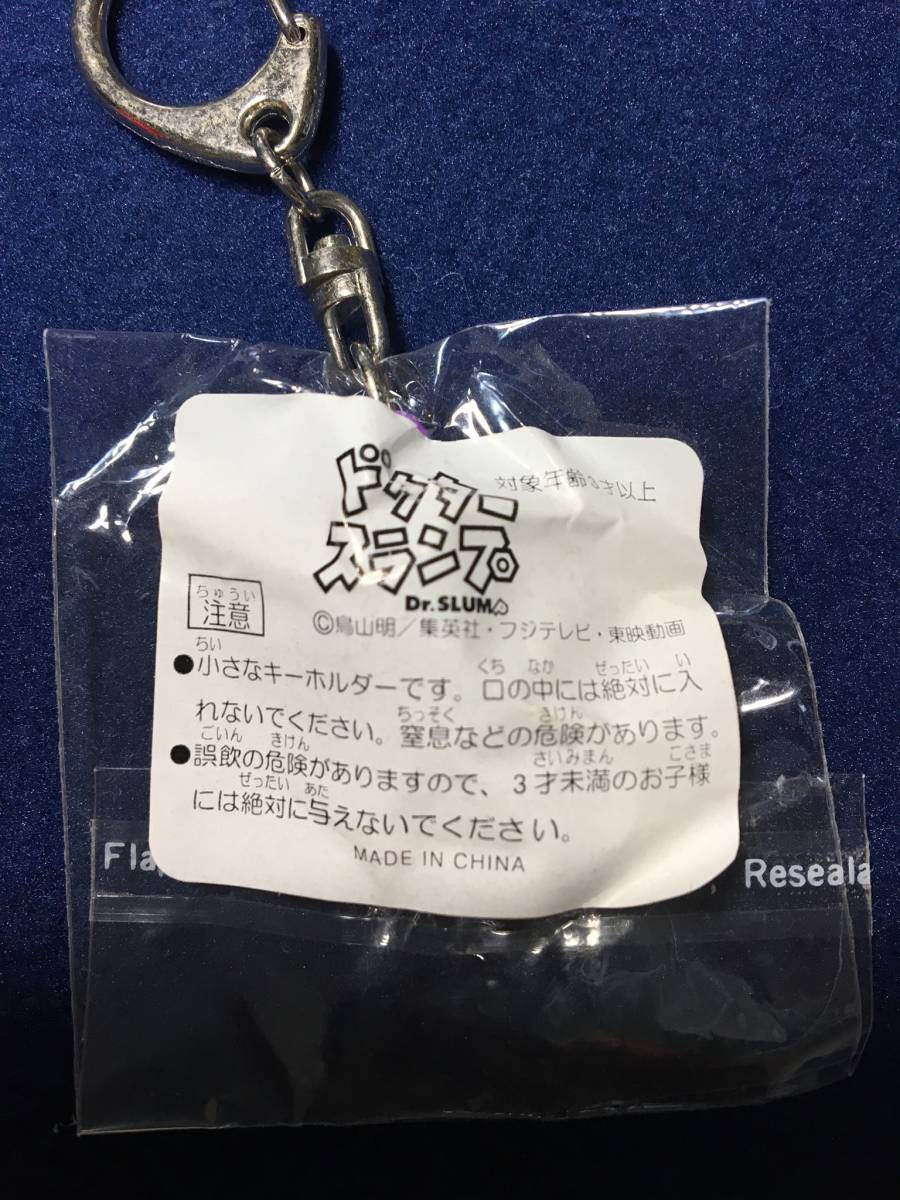 ドクター
スランプ
対象年齢3才以上
Dr.SLUMP
©鳥山明／集英社・フジテレビ・東映動画
ちゅうい
注意
ちい
くち なか ぜったい い
●小さなキーホルダーです。口の中には絶対に入
ちっそく きけん
れないでください。窒息などの危険があります。
ごいん きけん さいみまん こさま
●誤飲の危険がありますので、3才未満のお子様
ぜったい あた
には絶対に与えないでください。
MADE IN CHINA